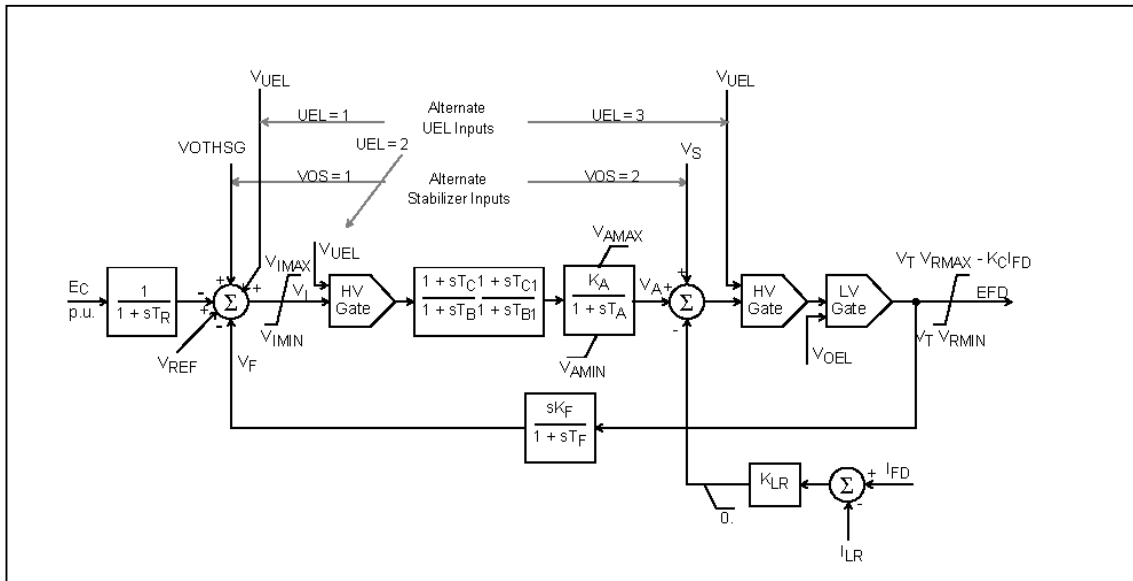 VUEL
VUEL
UEL = 1
Alternate
UEL Inputs
UEL = 3
UEL = 2
VOTHSG
VS
VOS = 1
Alternate
Stabilizer Inputs
VOS = 2
VUEL
VIMAX
VAMAX
VT VRMAX - KCIFD
EC
p.u.
1
1 + sTR
-
+
+
+
-
Σ
VI
HV
Gate
1 + sTC 1 + sTC1
1 + sTB 1 + sTB1
KA
1 + sTA
VA
+
+
-
Σ
HV
Gate
LV
Gate
EFD
VREF
VF
VIMIN
VAMIN
VOEL
VT VRMIN
sKF
1 + sTF
0.
KLR
Σ
+
-
IFD
ILR